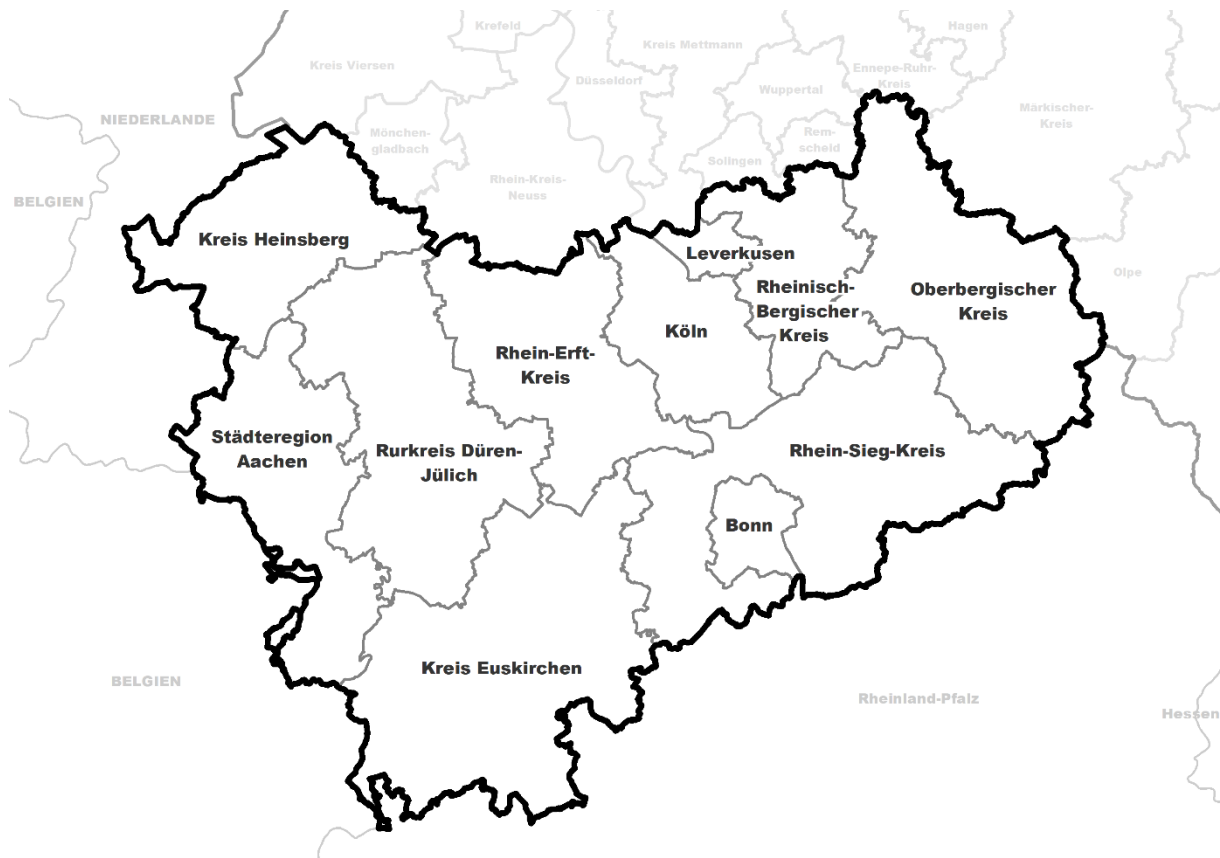 Krefeld
Hagen
Kreis Mettmann
Kreis Viersen
Ennepe-Ruhr-
Kreis
Düsseldorf
Wuppertal
Märkischer-
Kreis
NIEDERLANDE
Mönchen-
gladbach
Rem-
scheid
Solingen
Rhein-Kreis-
Neuss
BELGIEN
Kreis Heinsberg
Leverkusen
Olpe
Rheinisch-
Bergischer
Kreis
Oberbergischer
Kreis
Köln
Rhein-Erft-
Kreis
Städteregion
Aachen
Rurkreis Düren-
Jülich
Rhein-Sieg-Kreis
Bonn
Kreis Euskirchen
BELGIEN
Rheinland-Pfalz
Hessen